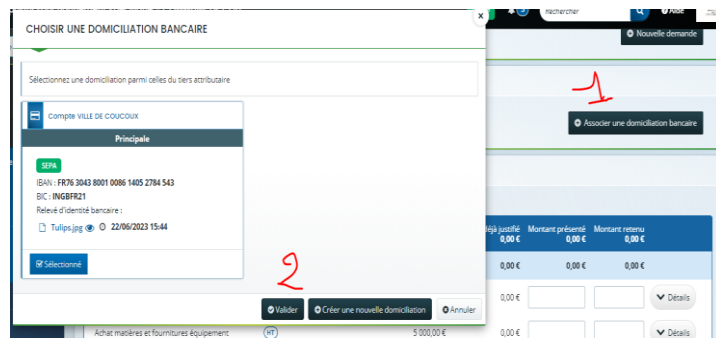 CHOISIR UNE DOMICILIATION BANCAIRE
x
3
Rechercher
Aide
Nouvelle demande
Sélectionnez une domiciliation parmi celles du tiers attributaire
1
Compte VILLE DE COUCOUX
Associer une domiciliation bancaire
Principale
SEPA
IBAN : FR76 3043 8001 0086 1405 2784 543
BIC : INGBFR21
Relevé d'identité bancaire :
Tulips.jpg 22/06/2023 15:44
déjà justifié Montant présenté Montant retenu
0,00 € 0,00 € 0,00 €
Sélectionné
0,00 € 0,00 € 0,00 €
2
0,00 € Détails
Valider Créer une nouvelle domiciliation Annuler
Achat matières et fournitures équipement HT 5 000,00 € 0,00 € Détails